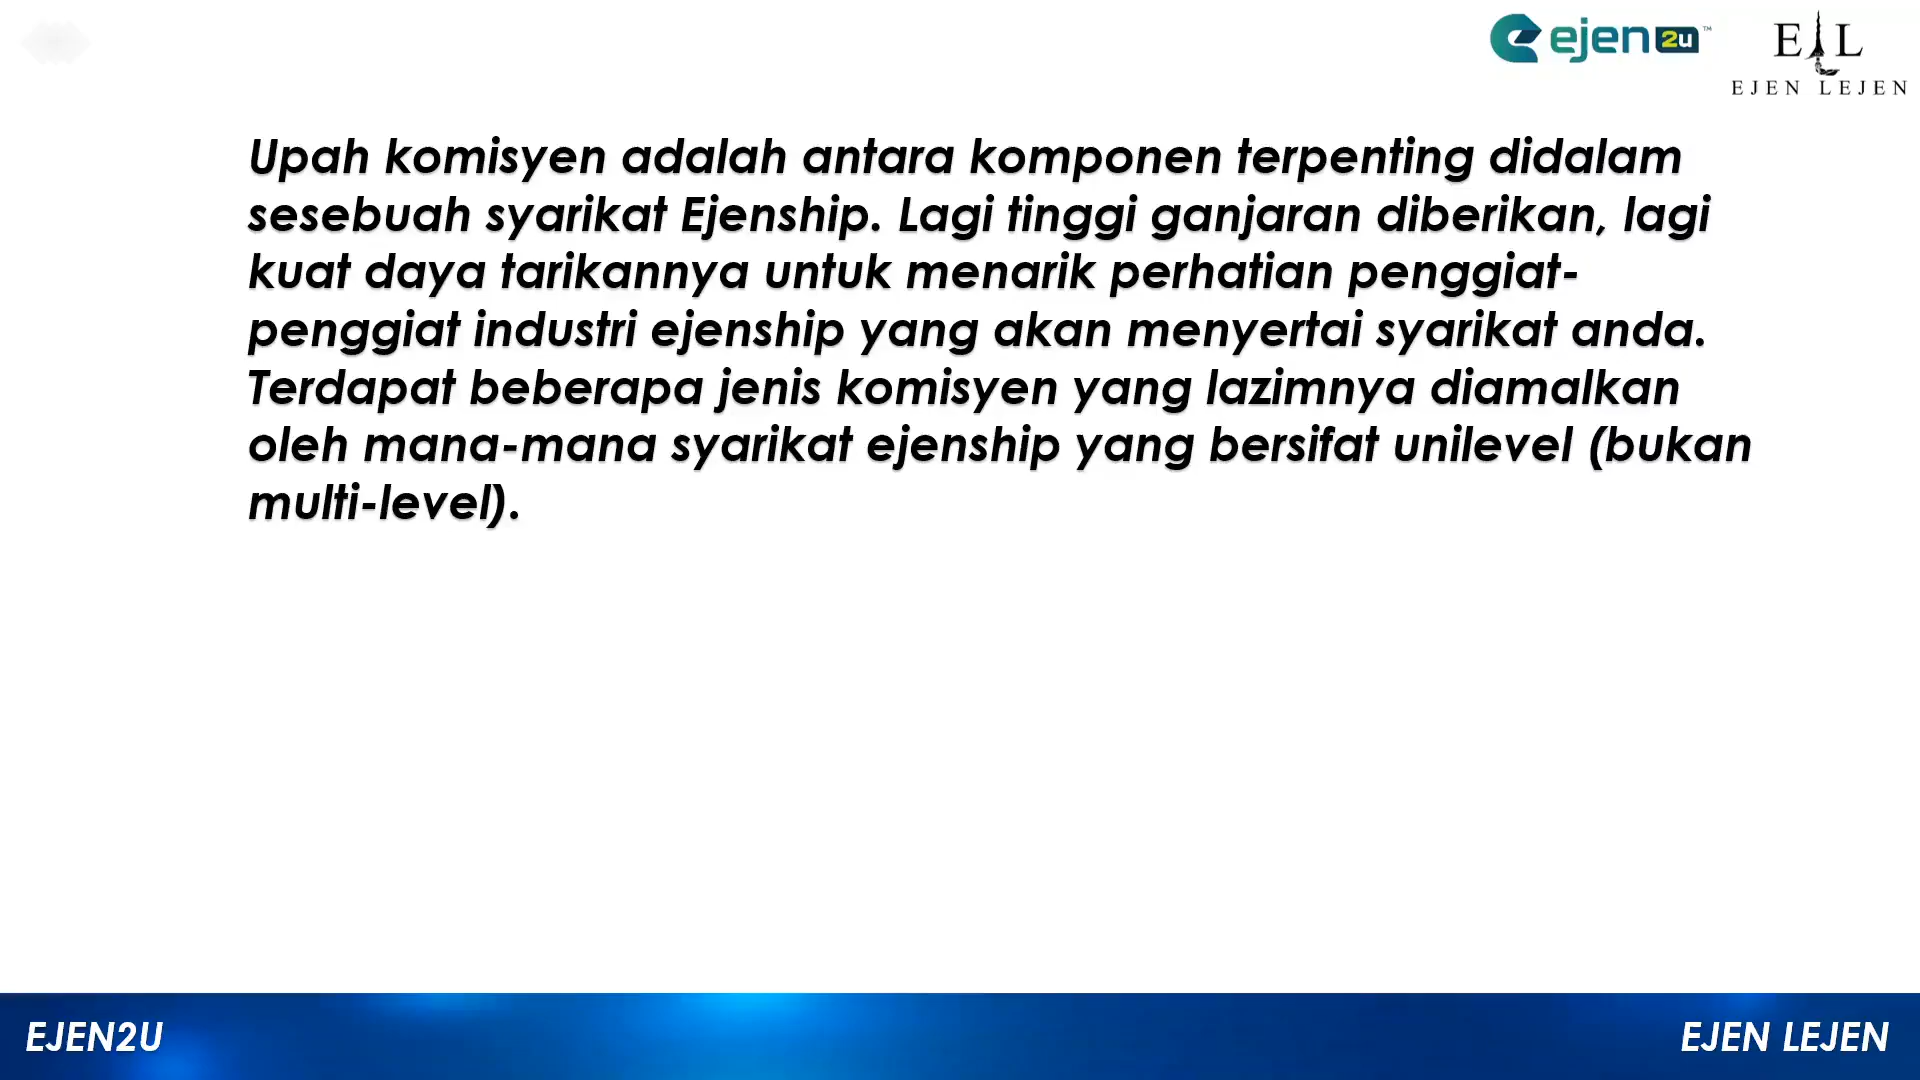 ejen2u™
E L
EJEN LEJEN
Upah komisyen adalah antara komponen terpenting didalam
sesebuah syarikat Ejenship. Lagi tinggi ganjaran diberikan, lagi
kuat daya tarikannya untuk menarik perhatian penggiat-
penggiat industri ejenship yang akan menyertai syarikat anda.
Terdapat beberapa jenis komisyen yang lazimnya diamalkan
oleh mana-mana syarikat ejenship yang bersifat unilevel (bukan
multi-level).
EJEN2U
EJEN LEJEN